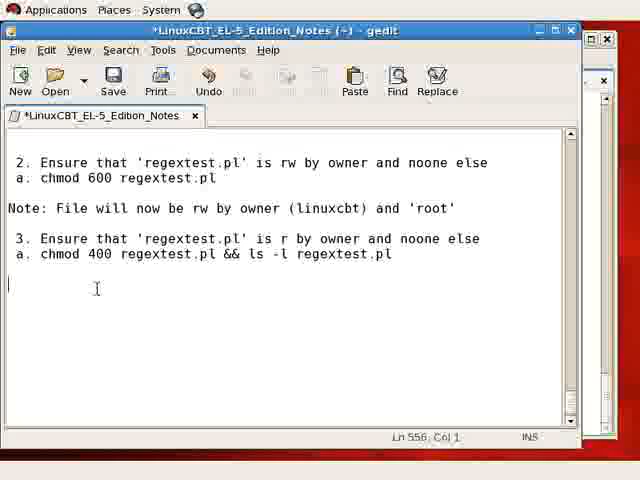 Applications Places System
*LinuxCBT_EL-5_Edition_Notes (~) - gedit
File Edit View Search Tools Documents Help
New Open Save Print... Undo Redo Cut Copy Paste Find Replace
*LinuxCBT_EL-5_Edition_Notes
2. Ensure that 'regextest.pl' is rw by owner and noone else
a. chmod 600 regextest.pl
Note: File will now be rw by owner (linuxcbt) and 'root'
3. Ensure that 'regextest.pl' is r by owner and noone else
a. chmod 400 regextest.pl && ls -l regextest.pl
Ln 556, Col 1 INS